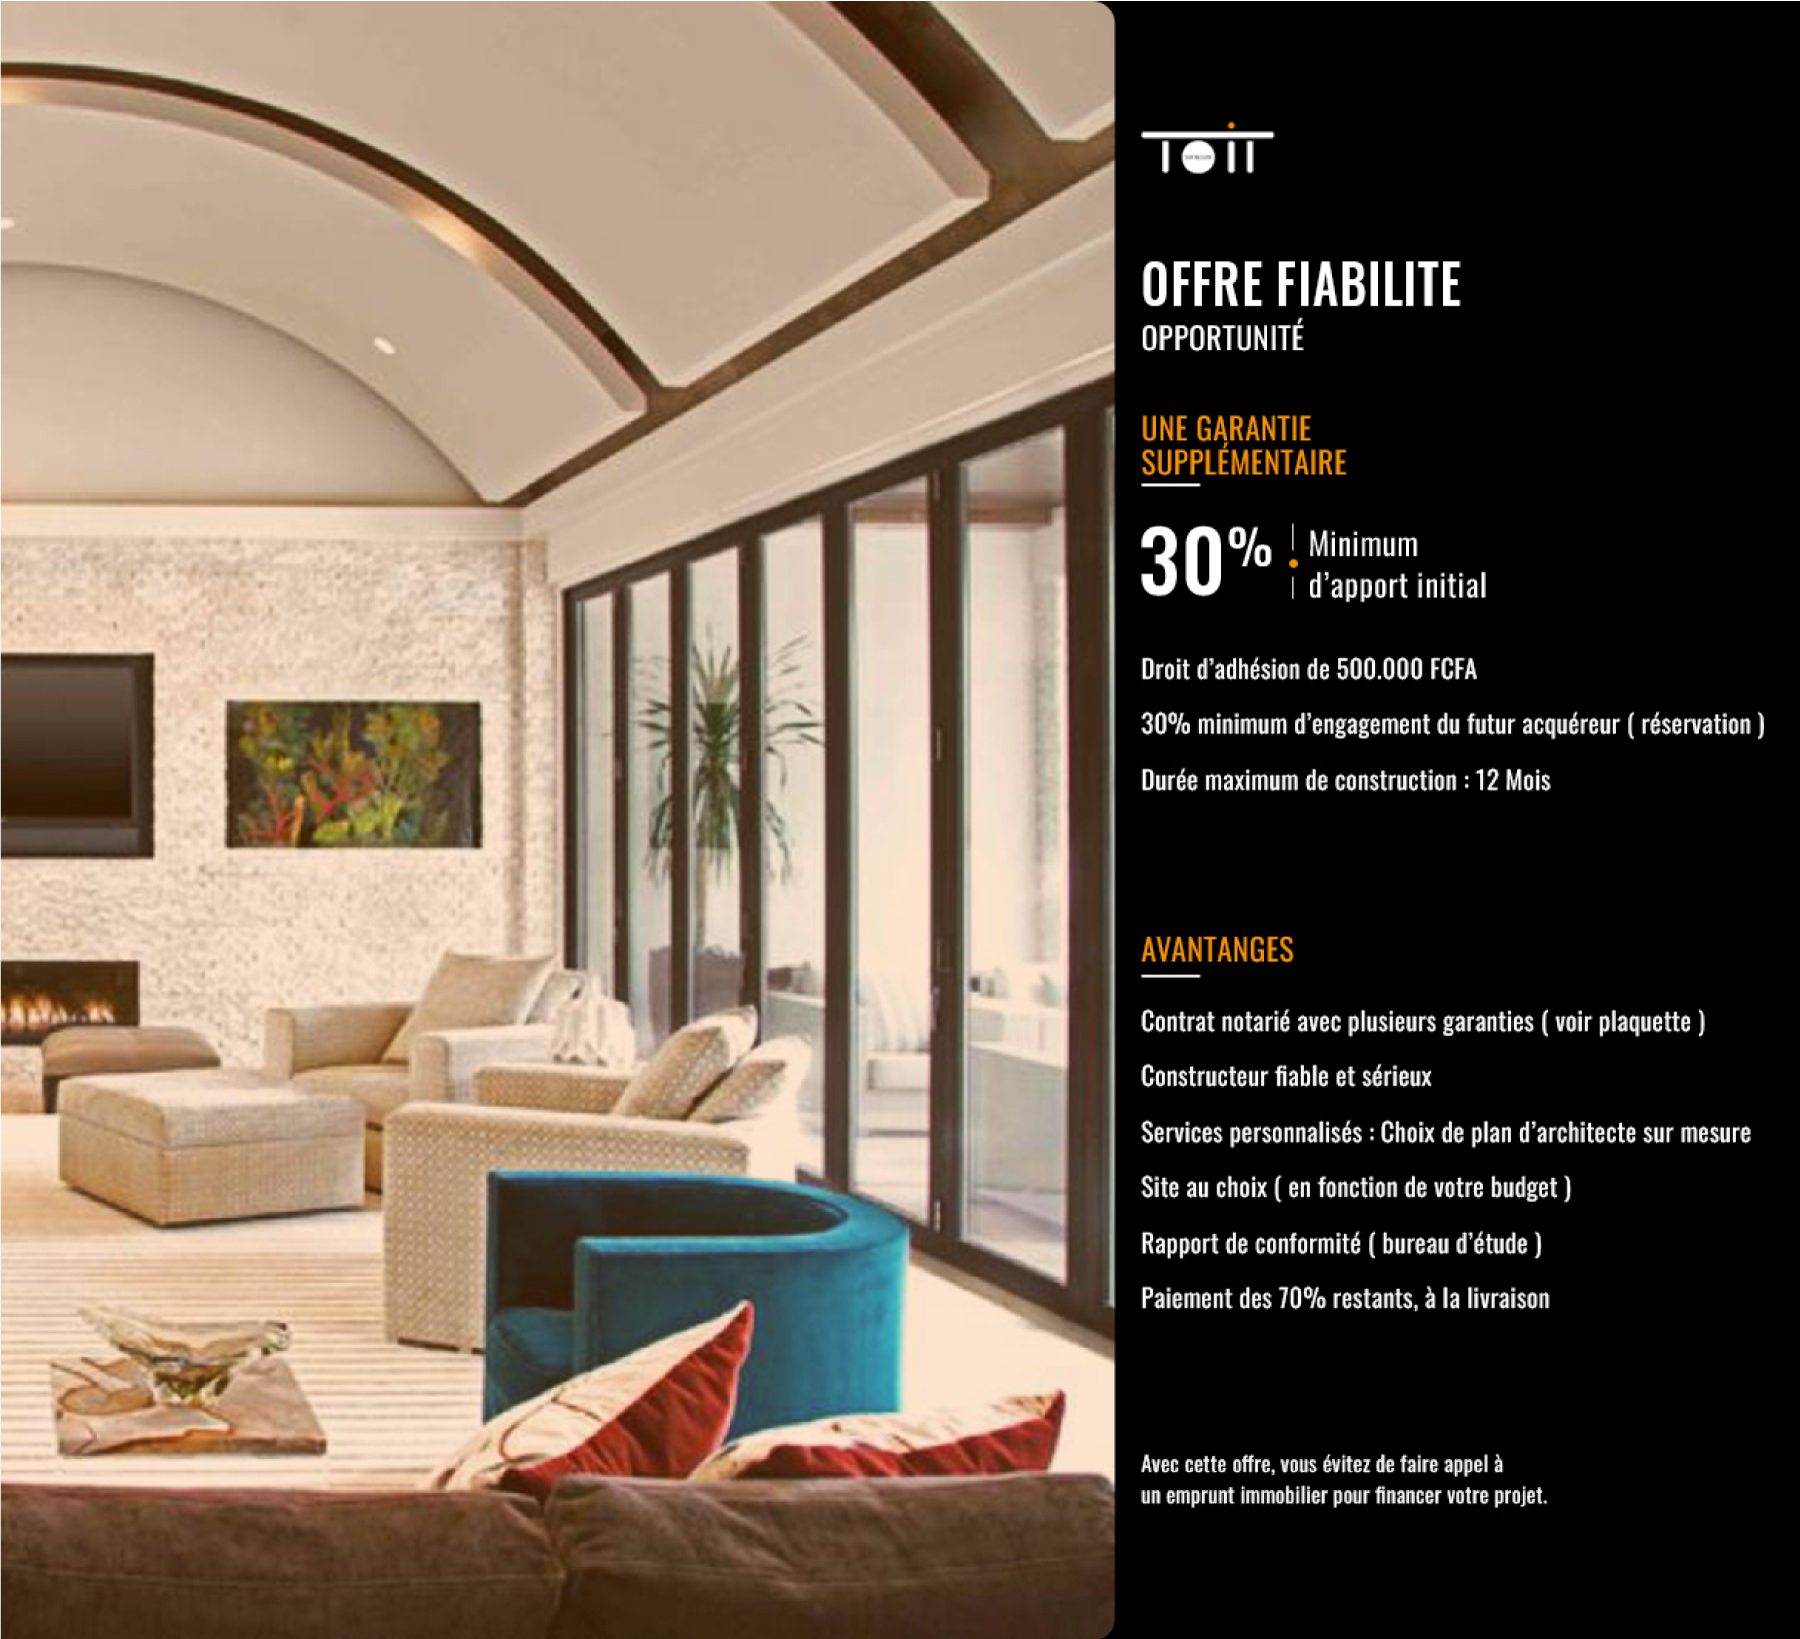 TOiT
OFFRE FIABILITE
OPPORTUNITÉ
UNE GARANTIE
SUPPLÉMENTAIRE
30% Minimum
d’apport initial
Droit d’adhésion de 500.000 FCFA
30% minimum d’engagement du futur acquéreur ( réservation )
Durée maximum de construction : 12 Mois
AVANTANGES
Contrat notarié avec plusieurs garanties ( voir plaquette )
Constructeur fiable et sérieux
Services personnalisés : Choix de plan d’architecte sur mesure
Site au choix ( en fonction de votre budget )
Rapport de conformité ( bureau d’étude )
Paiement des 70% restants, à la livraison
Avec cette offre, vous évitez de faire appel à
un emprunt immobilier pour financer votre projet.